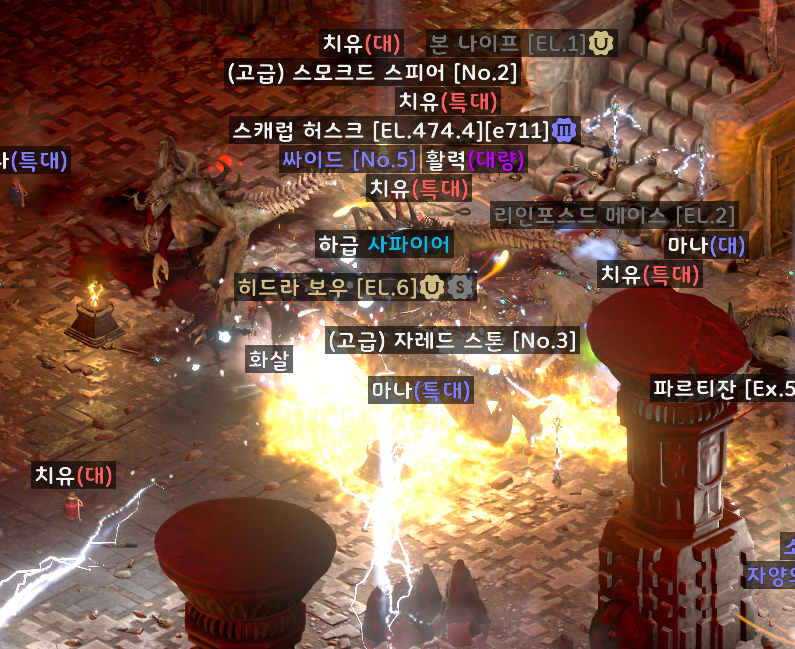 치유(대) 본 나이프 [EL.1] U
(고급) 스모크드 스피어 [No.2]
치유(특대)
스캐럽 허스크 [EL.474.4][e711] m
(특대)
싸이드 [No.5] 활력(대량)
치유(특대)
리인포스드 메이스 [EL.2]
하급 사파이어
마나(대)
치유(특대)
히드라 보우 [EL.6] U S
(고급) 자레드 스톤 [No.3]
화살
마나(특대)
파르티잔 [Ex.5
치유(대)
자양